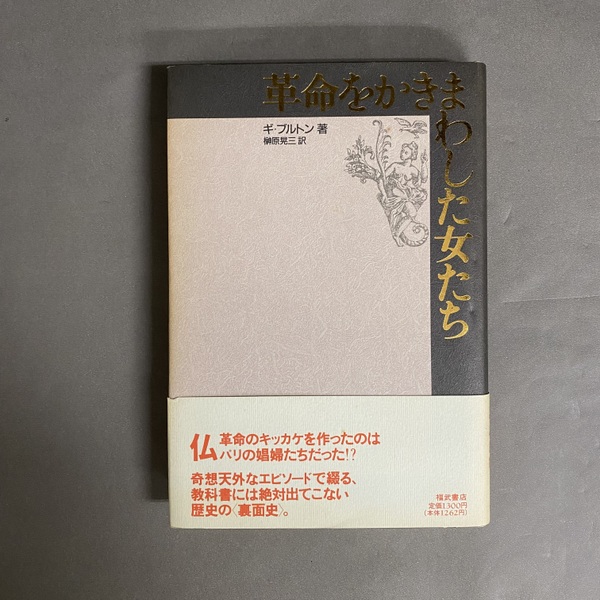 革命をかきまわした女たち
ギ・ブルトン 著
榊原晃三 訳
仏革命のキッカケを作ったのは
パリの娼婦たちだった!?
奇想天外なエピソードで綴る、
教科書には絶対出てこない
歴史の〈裏面史〉。
福武書店
定価1300円
(本体1262円)